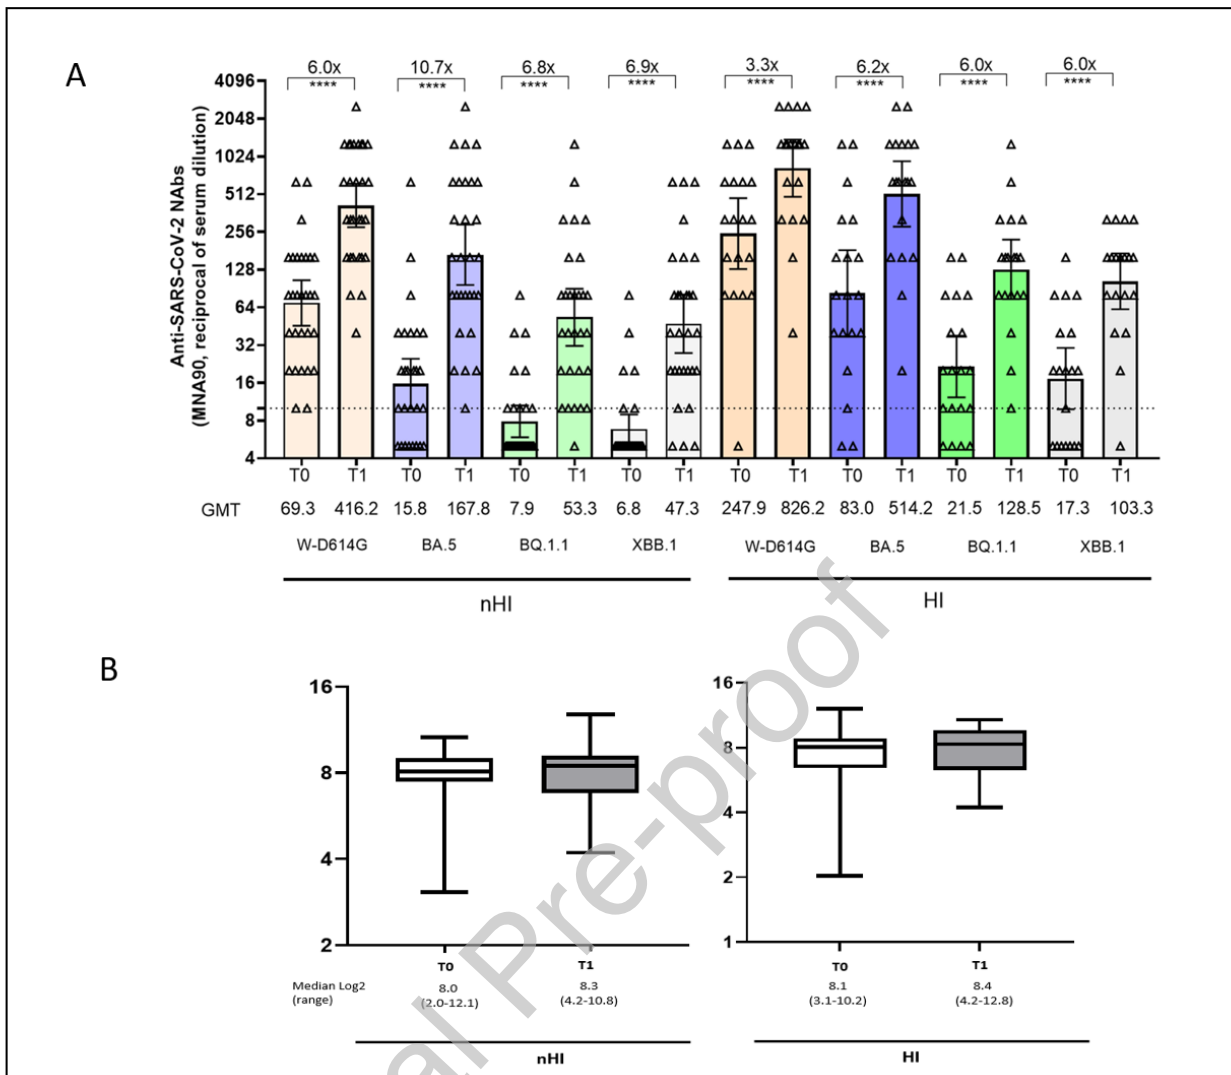 A
6.0x 10.7x 6.8x 6.9x 3.3x 6.2x 6.0x 6.0x
**** **** **** **** **** **** **** ****
Anti-SARS-CoV-2 NAbs
(MNA90, reciprocal of serum dilution)
4096
2048
1024
512
256
128
64
32
16
8
4
T0 T1 T0 T1 T0 T1 T0 T1 T0 T1 T0 T1 T0 T1 T0 T1
GMT 69.3 416.2 15.8 167.8 7.9 53.3 6.8 47.3 247.9 826.2 83.0 514.2 21.5 128.5 17.3 103.3
W-D614G BA.5 BQ.1.1 XBB.1 W-D614G BA.5 BQ.1.1 XBB.1
nHI HI
B
16
8
4
2
T0 T1
Median Log2 8.0 8.3
(range) (2.0-12.1) (4.2-10.8)
nHI
16
8
4
2
1
T0 T1
8.1 8.4
(3.1-10.2) (4.2-12.8)
HI
al Pre-proof